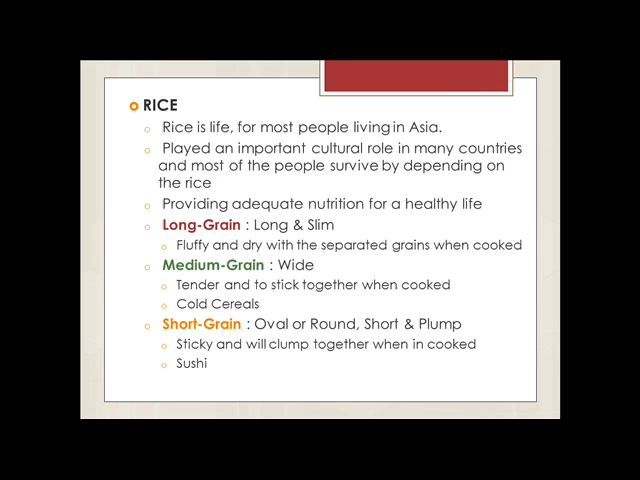 RICE
Rice is life, for most people living in Asia.
Played an important cultural role in many countries
and most of the people survive by depending on
the rice
Providing adequate nutrition for a healthy life
Long-Grain : Long & Slim
Fluffy and dry with the separated grains when cooked
Medium-Grain : Wide
Tender and to stick together when cooked
Cold Cereals
Short-Grain : Oval or Round, Short & Plump
Sticky and will clump together when in cooked
Sushi